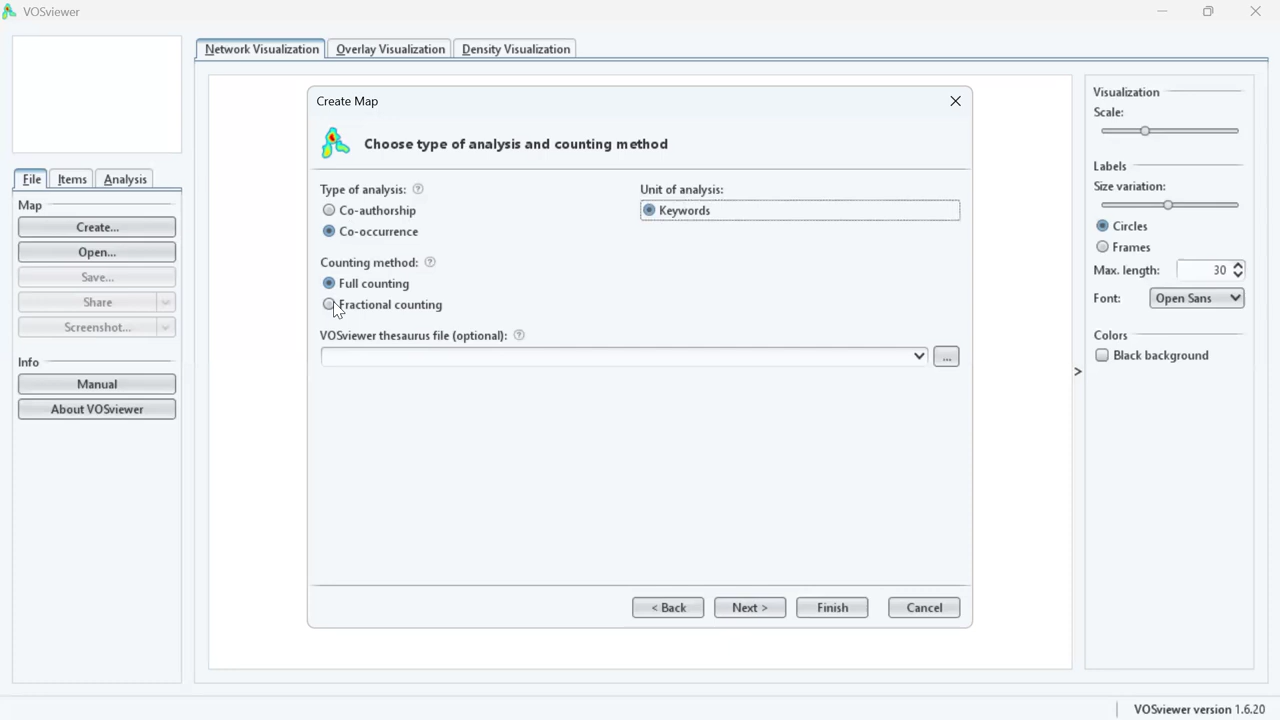 VOSviewer
Network Visualization
Overlay Visualization
Density Visualization
File
Items
Analysis
Map
Create...
Open...
Save...
Share
Screenshot...
Info
Manual
About VOSviewer
Create Map
Choose type of analysis and counting method
Type of analysis: ?
Co-authorship
Co-occurrence
Unit of analysis:
Keywords
Counting method: ?
Full counting
Fractional counting
VOSviewer thesaurus file (optional): ?
...
< Back
Next >
Finish
Cancel
>
Visualization
Scale:
Labels
Size variation:
Circles
Frames
Max. length: 30
Font: Open Sans
Colors
Black background
VOSviewer version 1.6.20